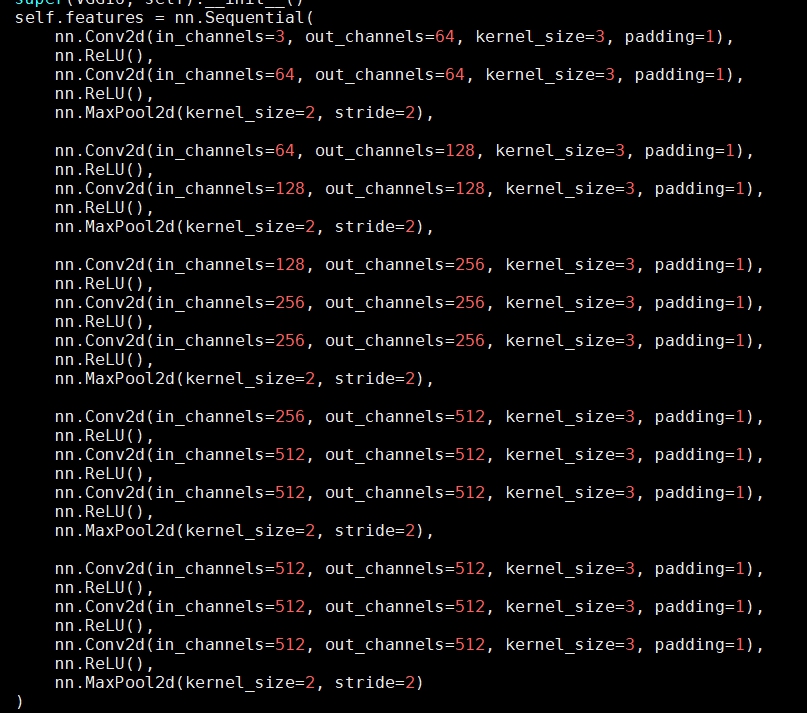 super(VGG16, self).__init__()
self.features = nn.Sequential(
    nn.Conv2d(in_channels=3, out_channels=64, kernel_size=3, padding=1),
    nn.ReLU(),
    nn.Conv2d(in_channels=64, out_channels=64, kernel_size=3, padding=1),
    nn.ReLU(),
    nn.MaxPool2d(kernel_size=2, stride=2),

    nn.Conv2d(in_channels=64, out_channels=128, kernel_size=3, padding=1),
    nn.ReLU(),
    nn.Conv2d(in_channels=128, out_channels=128, kernel_size=3, padding=1),
    nn.ReLU(),
    nn.MaxPool2d(kernel_size=2, stride=2),

    nn.Conv2d(in_channels=128, out_channels=256, kernel_size=3, padding=1),
    nn.ReLU(),
    nn.Conv2d(in_channels=256, out_channels=256, kernel_size=3, padding=1),
    nn.ReLU(),
    nn.Conv2d(in_channels=256, out_channels=256, kernel_size=3, padding=1),
    nn.ReLU(),
    nn.MaxPool2d(kernel_size=2, stride=2),

    nn.Conv2d(in_channels=256, out_channels=512, kernel_size=3, padding=1),
    nn.ReLU(),
    nn.Conv2d(in_channels=512, out_channels=512, kernel_size=3, padding=1),
    nn.ReLU(),
    nn.Conv2d(in_channels=512, out_channels=512, kernel_size=3, padding=1),
    nn.ReLU(),
    nn.MaxPool2d(kernel_size=2, stride=2),

    nn.Conv2d(in_channels=512, out_channels=512, kernel_size=3, padding=1),
    nn.ReLU(),
    nn.Conv2d(in_channels=512, out_channels=512, kernel_size=3, padding=1),
    nn.ReLU(),
    nn.Conv2d(in_channels=512, out_channels=512, kernel_size=3, padding=1),
    nn.ReLU(),
    nn.MaxPool2d(kernel_size=2, stride=2)
)